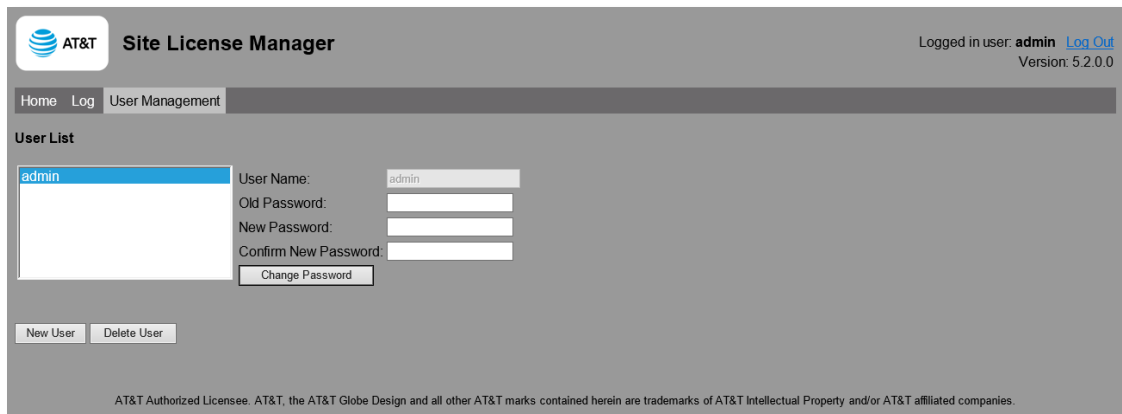 AT&T Site License Manager
Logged in user: admin Log Out
Version: 5.2.0.0
Home Log User Management
User List
admin
User Name: admin
Old Password:
New Password:
Confirm New Password:
Change Password
New User Delete User
AT&T Authorized Licensee. AT&T, the AT&T Globe Design and all other AT&T marks contained herein are trademarks of AT&T Intellectual Property and/or AT&T affiliated companies.